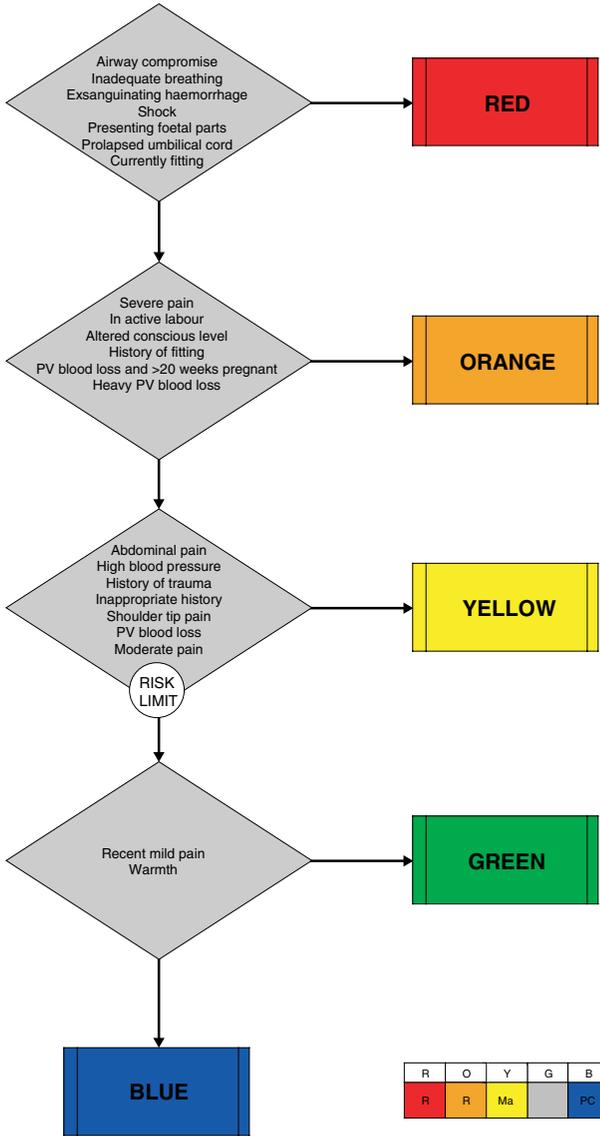 Airway compromise
Inadequate breathing
Exsanguinating haemorrhage
Shock
Presenting foetal parts
Prolapsed umbilical cord
Currently fitting
RED
Severe pain
In active labour
Altered conscious level
History of fitting
PV blood loss and >20 weeks pregnant
Heavy PV blood loss
ORANGE
Abdominal pain
High blood pressure
History of trauma
Inappropriate history
Shoulder tip pain
PV blood loss
Moderate pain
YELLOW
RISK
LIMIT
Recent mild pain
Warmth
GREEN
BLUE
R O Y G B
R R Ma PC